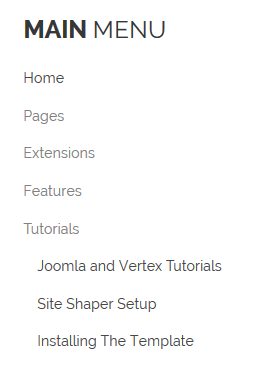 MAIN MENU
Home
Pages
Extensions
Features
Tutorials
Joomla and Vertex Tutorials
Site Shaper Setup
Installing The Template